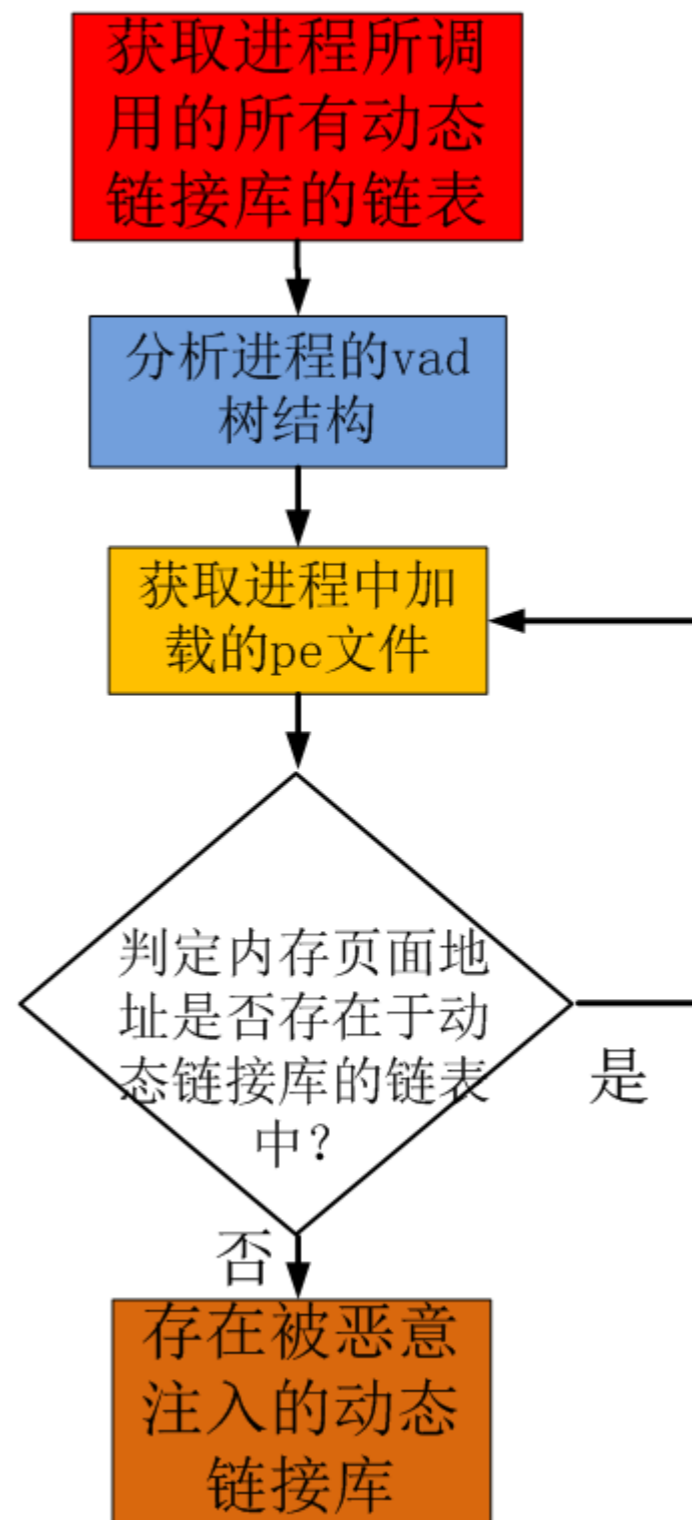 获取进程所调
用的所有动态
链接库的链表
分析进程的vad
树结构
获取进程中加
载的pe文件
判定内存页面地
址是否存在于动
态链接库的链表
中？
是
否
存在被恶意
注入的动态
链接库